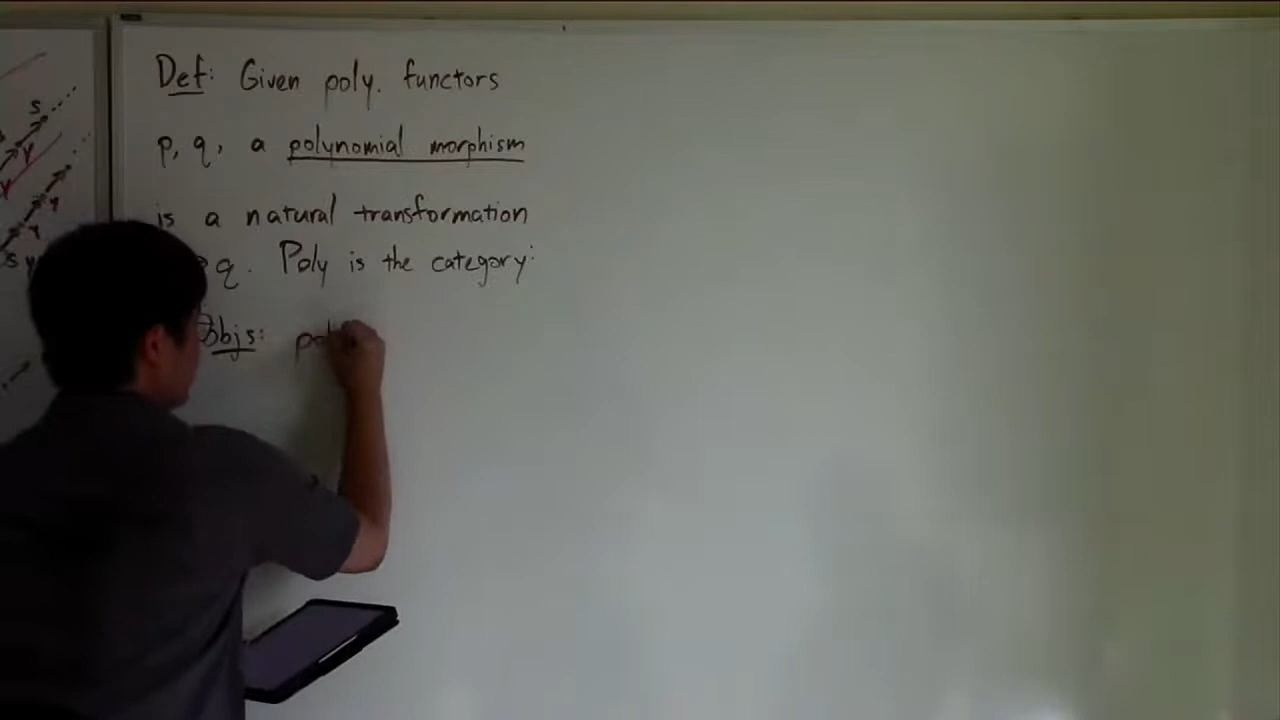 Def: Given poly. functors
p, q, a polynomial morphism
is a natural transformation
q. Poly is the category:
Objs: